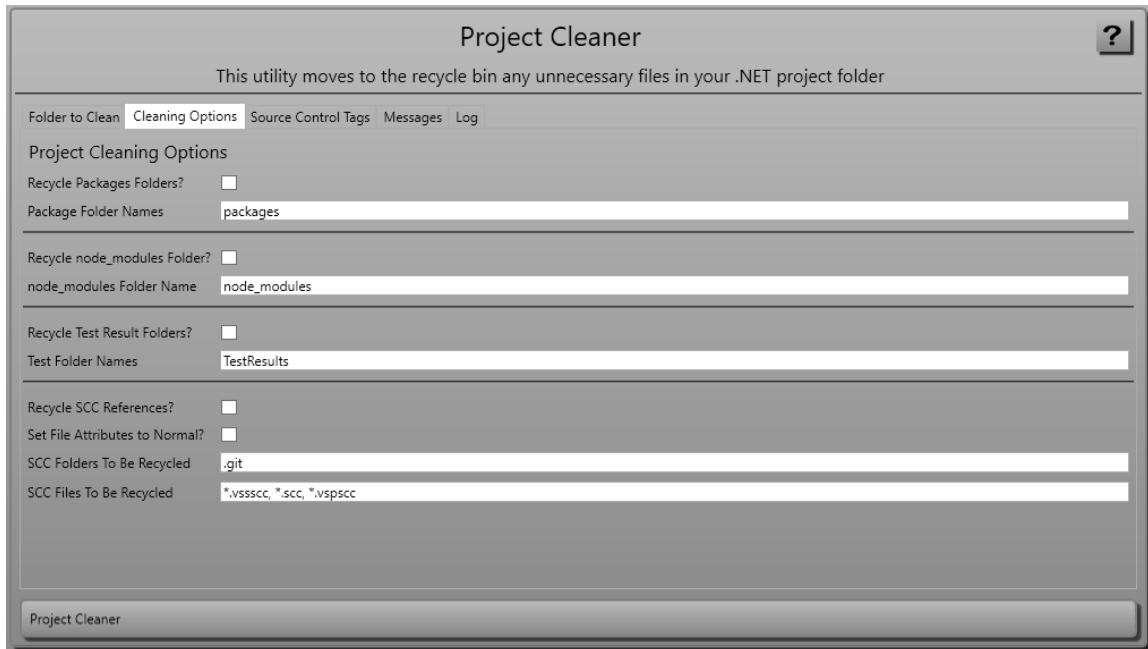 Project Cleaner
?
This utility moves to the recycle bin any unnecessary files in your .NET project folder
Folder to Clean Cleaning Options Source Control Tags Messages Log
Project Cleaning Options
Recycle Packages Folders?
Package Folder Names packages
Recycle node_modules Folder?
node_modules Folder Name node_modules
Recycle Test Result Folders?
Test Folder Names TestResults
Recycle SCC References?
Set File Attributes to Normal?
SCC Folders To Be Recycled .git
SCC Files To Be Recycled *.vssscc, *.scc, *.vspscc
Project Cleaner